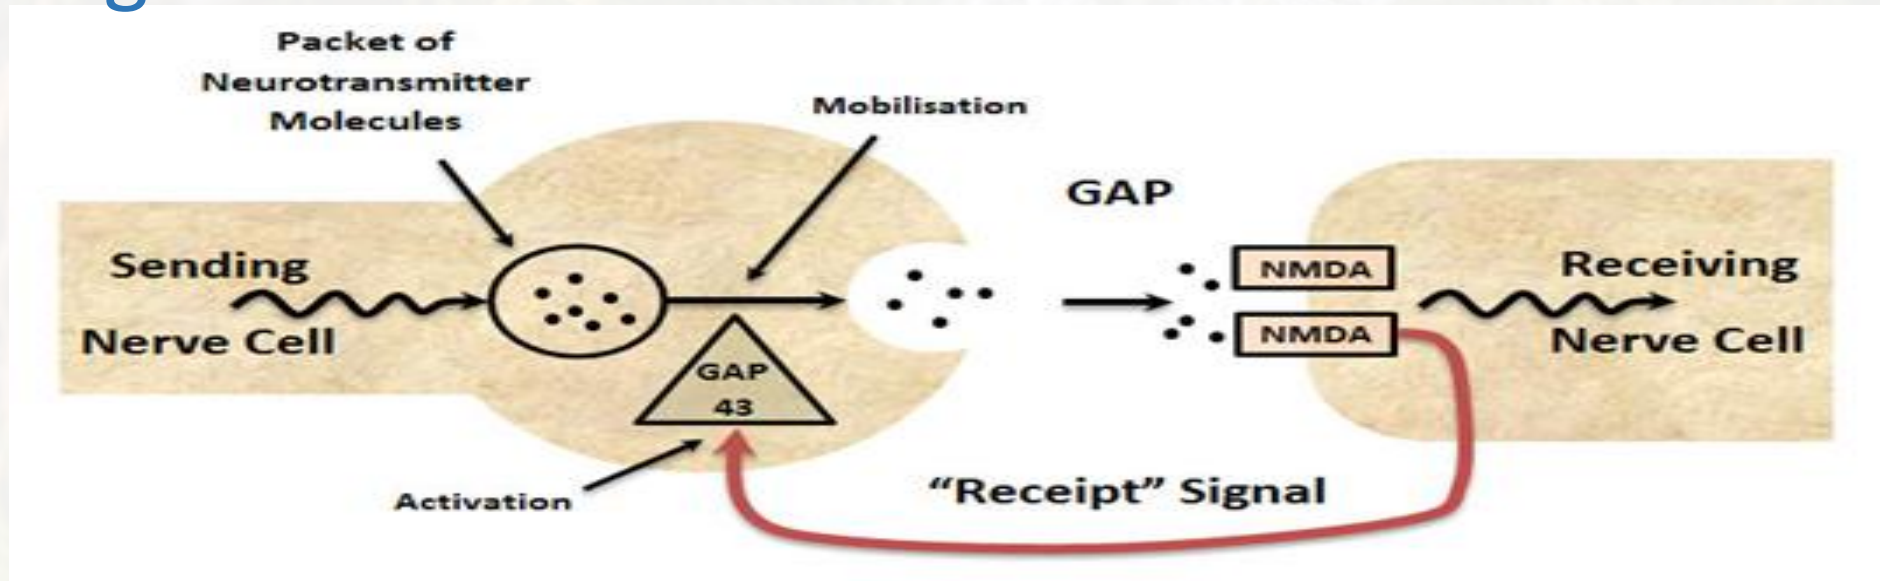 Packet of
Neurotransmitter
Molecules
Mobilisation
GAP
Sending
Nerve Cell
NMDA
NMDA
Receiving
Nerve Cell
GAP
43
Activation
“Receipt” Signal